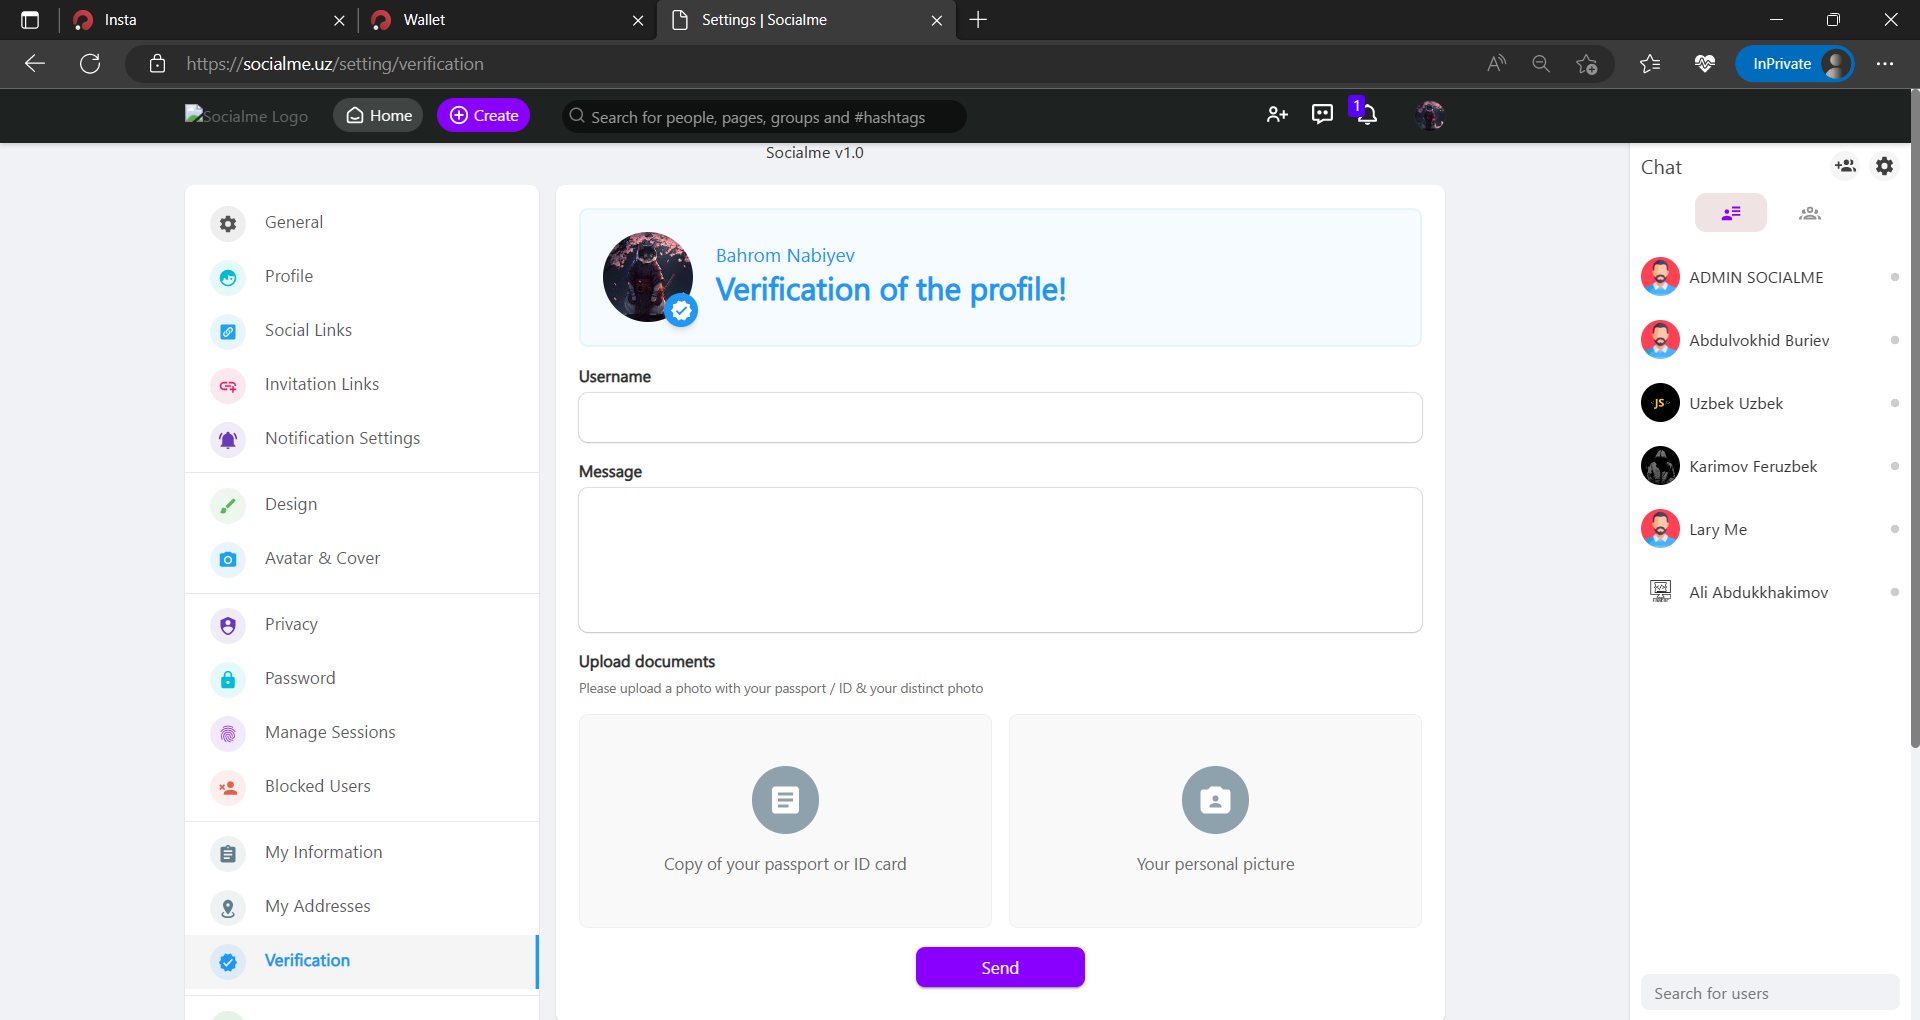 Insta
Wallet
Settings | Socialme
https://socialme.uz/setting/verification
InPrivate
Socialme Logo
Home
Create
Search for people, pages, groups and #hashtags
1
Socialme v1.0
General
Profile
Social Links
Invitation Links
Notification Settings
Design
Avatar & Cover
Privacy
Password
Manage Sessions
Blocked Users
My Information
My Addresses
Verification
Bahrom Nabiyev
Verification of the profile!
Username
Message
Upload documents
Please upload a photo with your passport / ID & your distinct photo
Copy of your passport or ID card
Your personal picture
Send
Chat
ADMIN SOCIALME
Abdulvokhid Buriev
JS
Uzbek Uzbek
Karimov Feruzbek
Lary Me
Ali Abdukkhakimov
Search for users